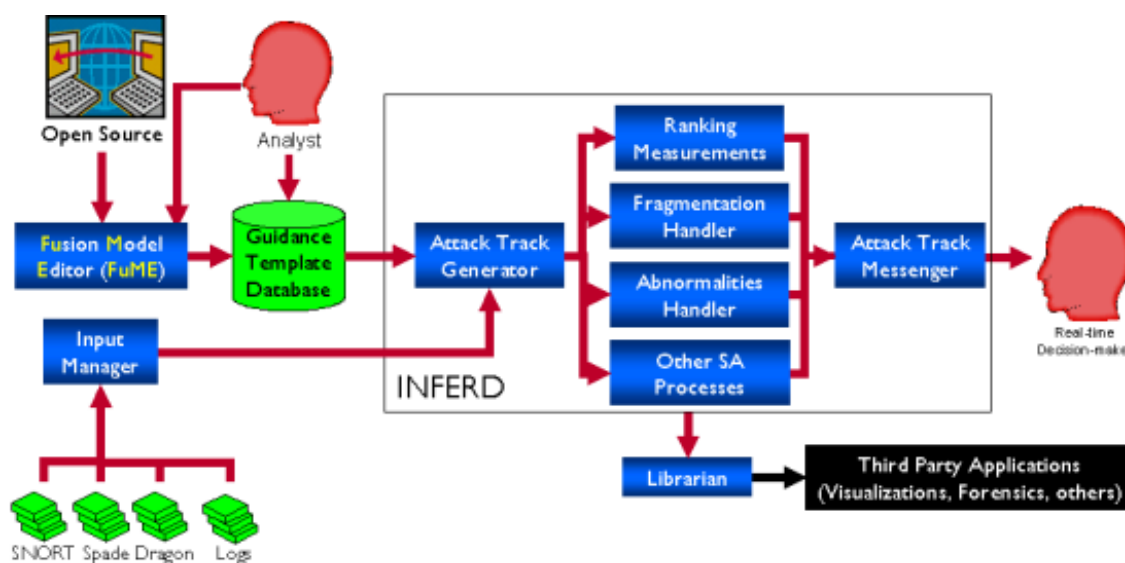 Open Source
Analyst
Fusion Model
Editor (FuME)
Guidance
Template
Database
Attack Track
Generator
Ranking
Measurements
Fragmentation
Handler
Abnormalities
Handler
Other SA
Processes
Attack Track
Messenger
Real-time
Decision-make
Input
Manager
INFERD
Librarian
Third Party Applications
(Visualizations, Forensics, others)
SNORT Spade Dragon Logs